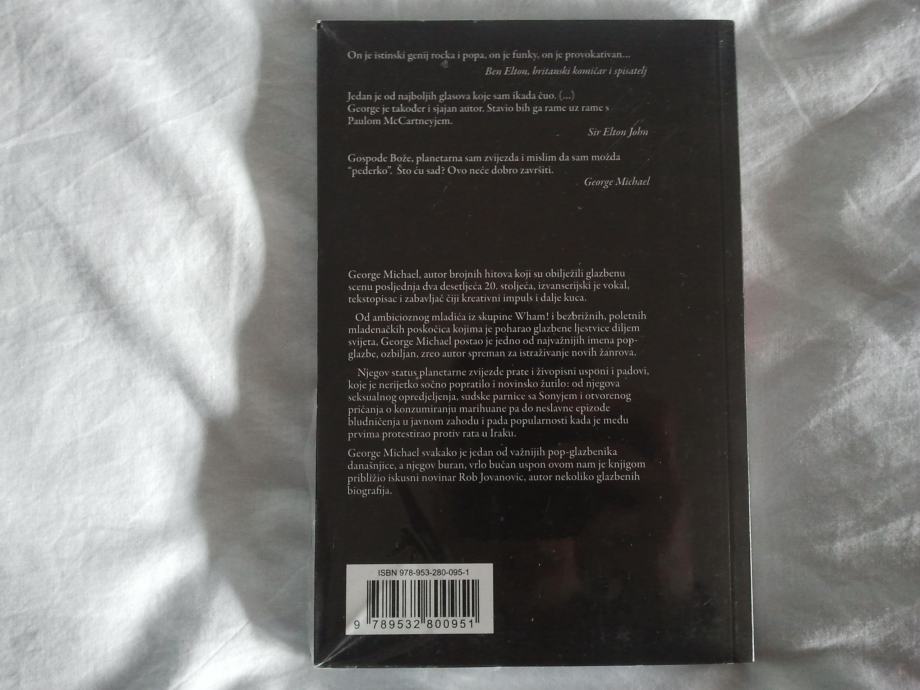 On je istinski genij rocka i popa, on je funky, on je provokativan...
Ben Elton, britanski komičar i spisatelj
Jedan je od najboljih glasova koje sam ikada čuo. (...)
George je također i sjajan autor. Stavio bih ga rame uz rame s
Paulom McCartneyjem.
Sir Elton John
Gospode Bože, planetarna sam zvijezda i mislim da sam možda
"pederko". Što ću sad? Ovo neće dobro završiti.
George Michael
George Michael, autor brojnih hitova koji su obilježili glazbenu
scenu posljednja dva desetljeća 20. stoljeća, izvanserijski je vokal,
tekstopisac i zabavljač čiji kreativni impuls i dalje kuca.
Od ambicioznog mladića iz skupine Wham! i bezbrižnih, poletnih
mladenačkih poskočica kojima je poharao glazbene ljestvice diljem
svijeta, George Michael postao je jedno od najvažnijih imena pop-
glazbe, ozbiljan, zreo autor spreman za istraživanje novih žanrova.
Njegov status planetarne zvijezde prate i živopisni usponi i padovi,
koje je nerijetko sočno popratilo i novinsko žutilo: od njegova
seksualnog opredjeljenja, sudske parnice sa Sonyjem i otvorenog
pričanja o konzumiranju marihuane pa do neslavne epizode
bludničenja u javnom zahodu i pada popularnosti kada je među
prvima protestirao protiv rata u Iraku.
George Michael svakako je jedan od važnijih pop-glazbenika
današnjice, a njegov buran, vrlo bučan uspon ovom nam je knjigom
približio iskusni novinar Rob Jovanovic, autor nekoliko glazbenih
biografija.
ISBN 978-953-280-095-1
9 789532 800951